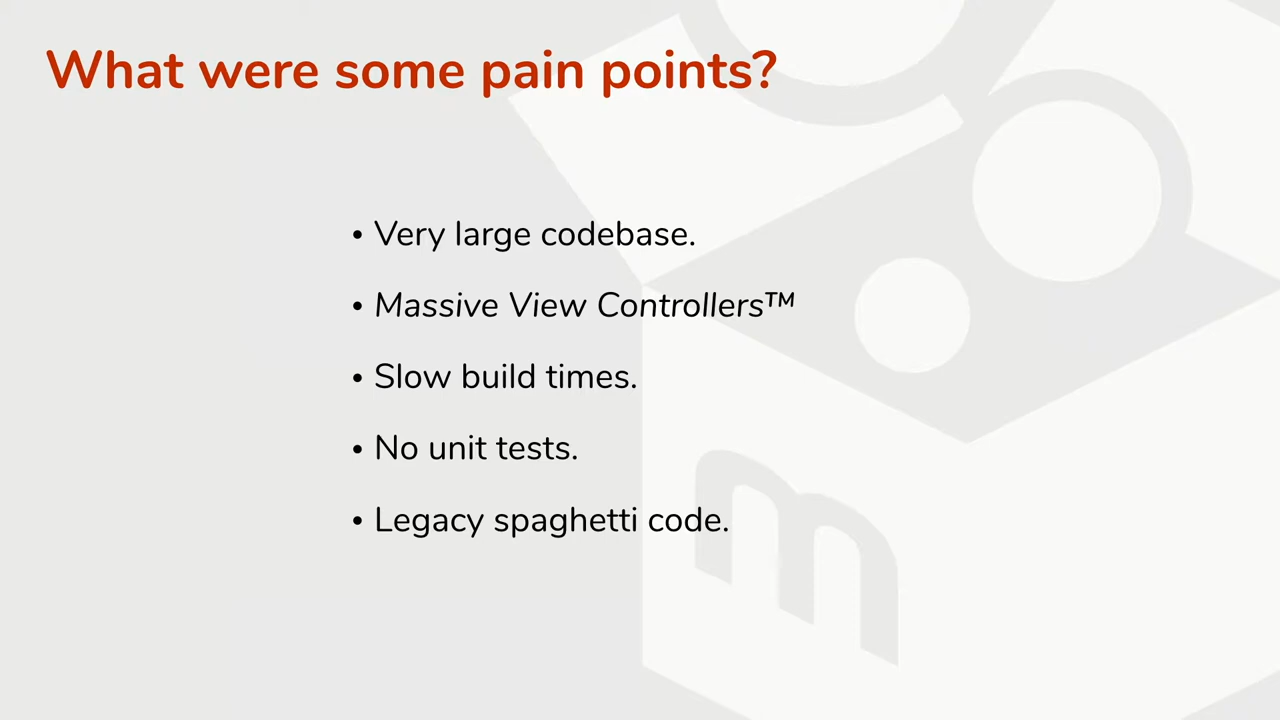 What were some pain points?
• Very large codebase.
• Massive View Controllers™
• Slow build times.
• No unit tests.
• Legacy spaghetti code.
m